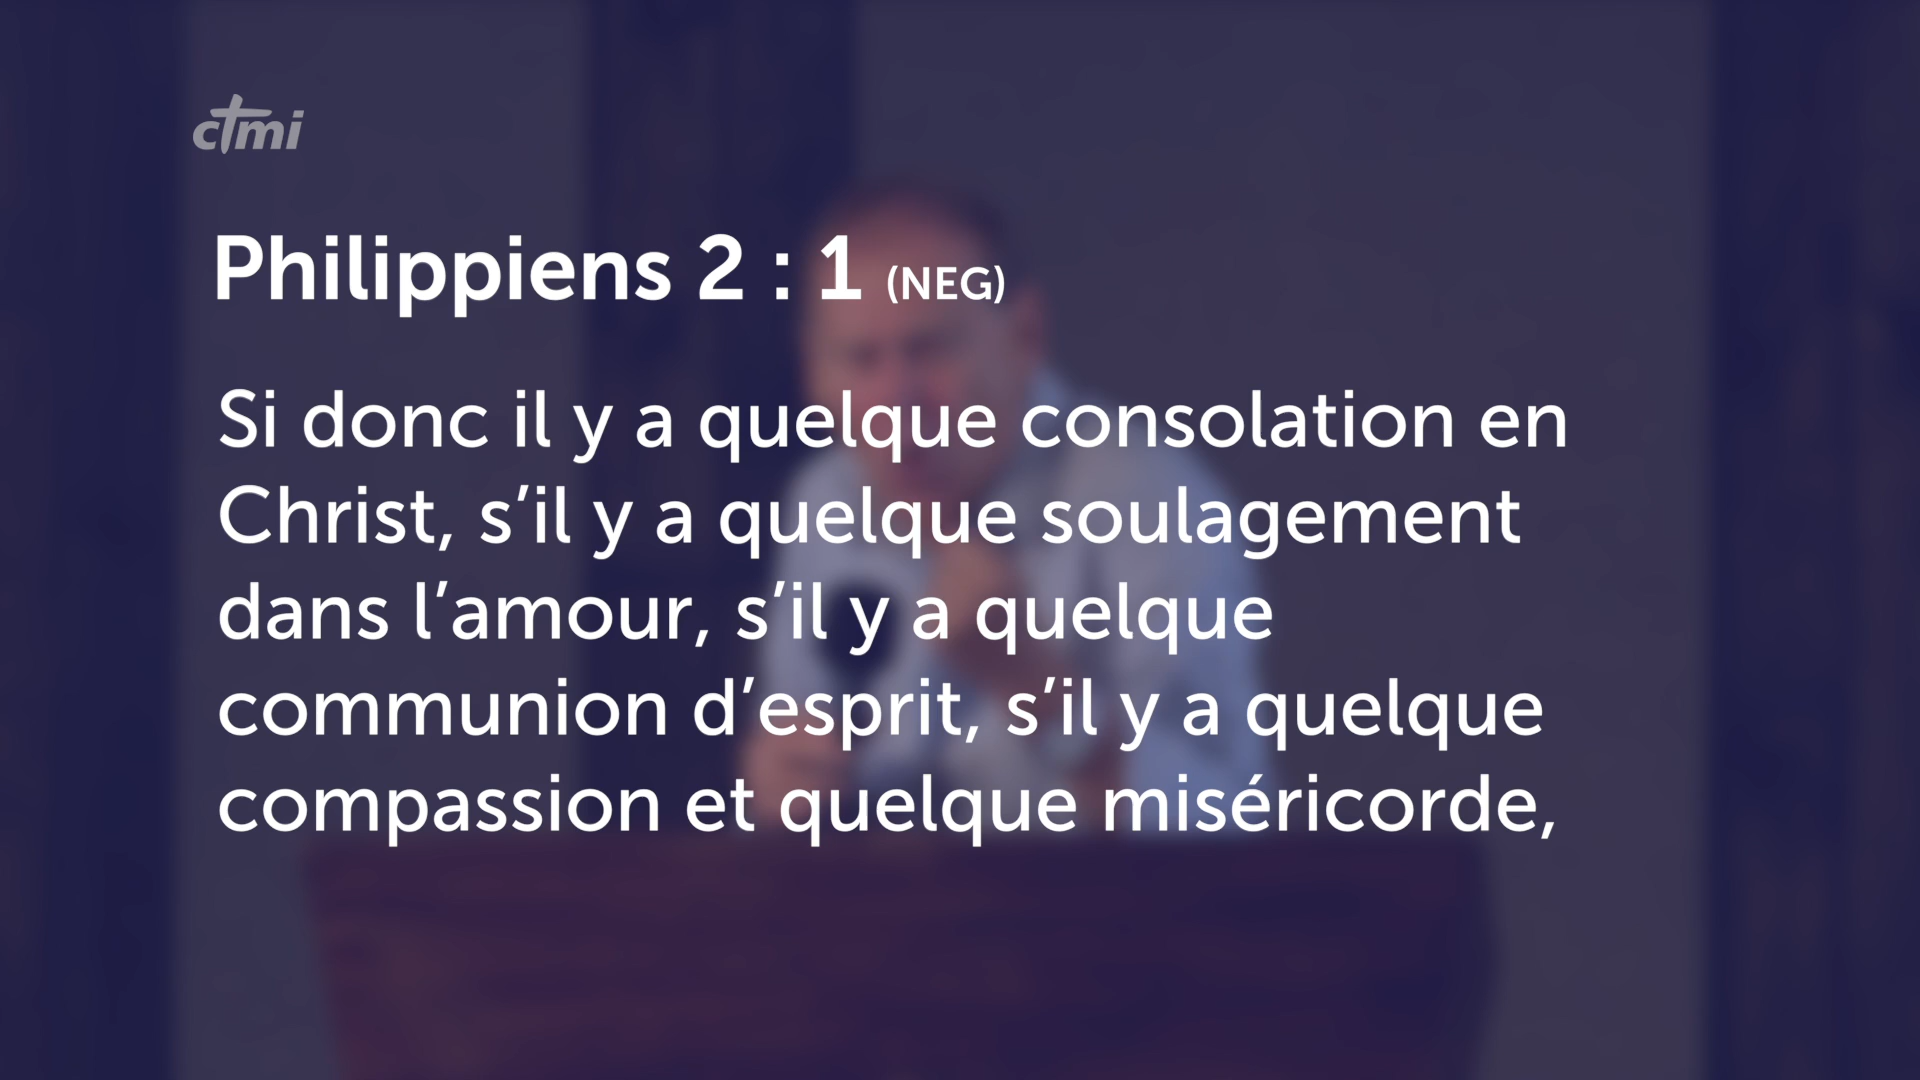 ctmi
Philippiens 2 : 1 (NEG)
Si donc il y a quelque consolation en
Christ, s’il y a quelque soulagement
dans l’amour, s’il y a quelque
communion d’esprit, s’il y a quelque
compassion et quelque miséricorde,